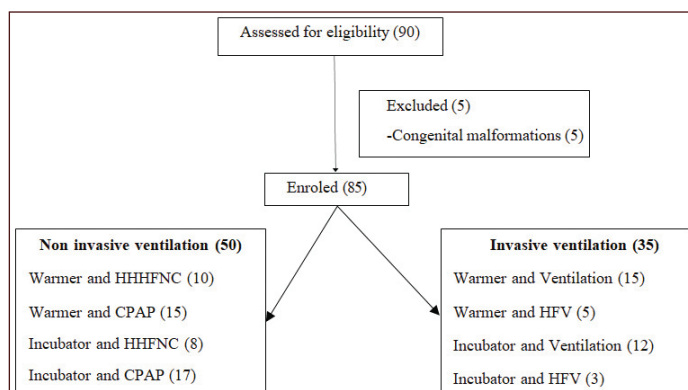 Assessed for eligibility (90)
Excluded (5)
-Congenital malformations (5)
Enroled (85)
Non invasive ventilation (50)
Warmer and HHHFNC (10)
Warmer and CPAP (15)
Incubator and HHFNC (8)
Incubator and CPAP (17)
Invasive ventilation (35)
Warmer and Ventilation (15)
Warmer and HFV (5)
Incubator and Ventilation (12)
Incubator and HFV (3)